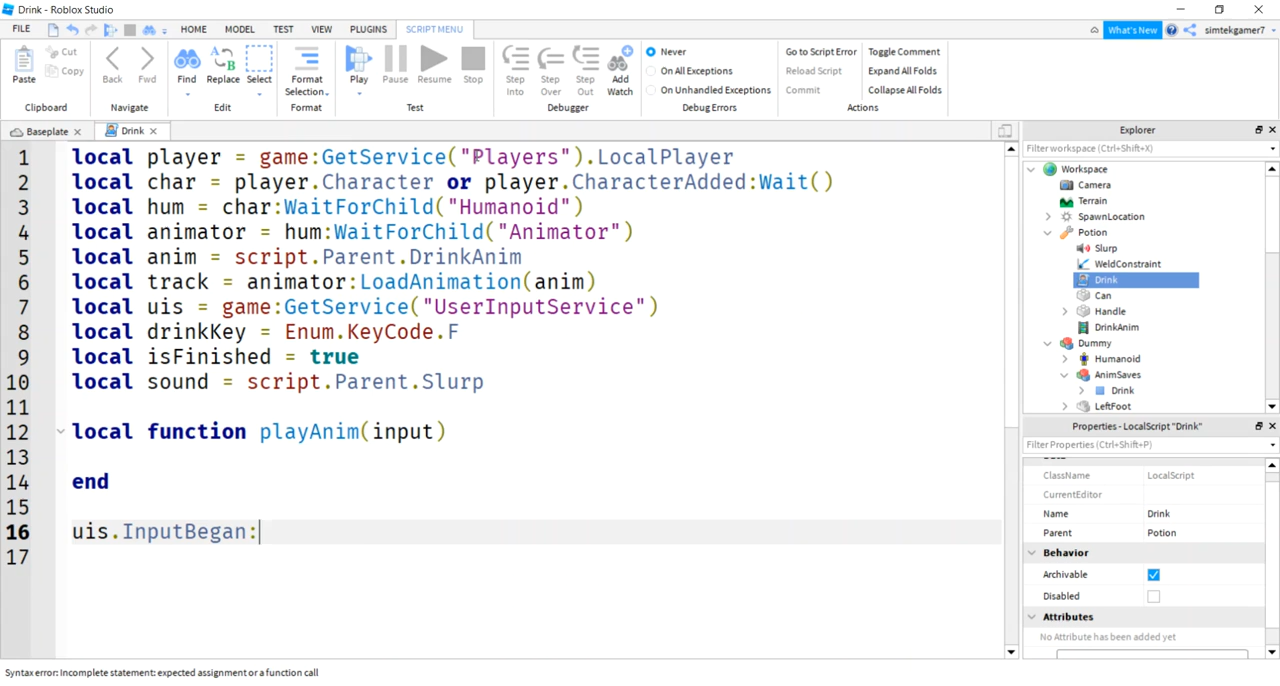 Drink - Roblox Studio
FILE HOME MODEL TEST VIEW PLUGINS SCRIPT MENU What's New simtekgamer7
Paste Cut Copy
Clipboard
Back Fwd
Navigate
Find Replace Select
Edit
Format Selection
Format
Play Pause Resume Stop
Test
Step Into Step Over Step Out Add Watch
Debugger
Never
On All Exceptions
On Unhandled Exceptions
Debug Errors
Go to Script Error Toggle Comment
Reload Script Expand All Folds
Commit Collapse All Folds
Actions
Baseplate Drink
1 local player = game:GetService("Players").LocalPlayer
2 local char = player.Character or player.CharacterAdded:Wait()
3 local hum = char:WaitForChild("Humanoid")
4 local animator = hum:WaitForChild("Animator")
5 local anim = script.Parent.DrinkAnim
6 local track = animator:LoadAnimation(anim)
7 local uis = game:GetService("UserInputService")
8 local drinkKey = Enum.KeyCode.F
9 local isFinished = true
10 local sound = script.Parent.Slurp
11
12 local function playAnim(input)
13
14 end
15
16 uis.InputBegan:
17
Explorer
Filter workspace (Ctrl+Shift+X)
Workspace
Camera
Terrain
SpawnLocation
Potion
Slurp
WeldConstraint
Drink
Can
Handle
DrinkAnim
Dummy
Humanoid
AnimSaves
Drink
LeftFoot
Properties - LocalScript "Drink"
Filter Properties (Ctrl+Shift+P)
ClassName LocalScript
CurrentEditor
Name Drink
Parent Potion
Behavior
Archivable
Disabled
Attributes
No Attribute has been added yet
Syntax error: Incomplete statement: expected assignment or a function call